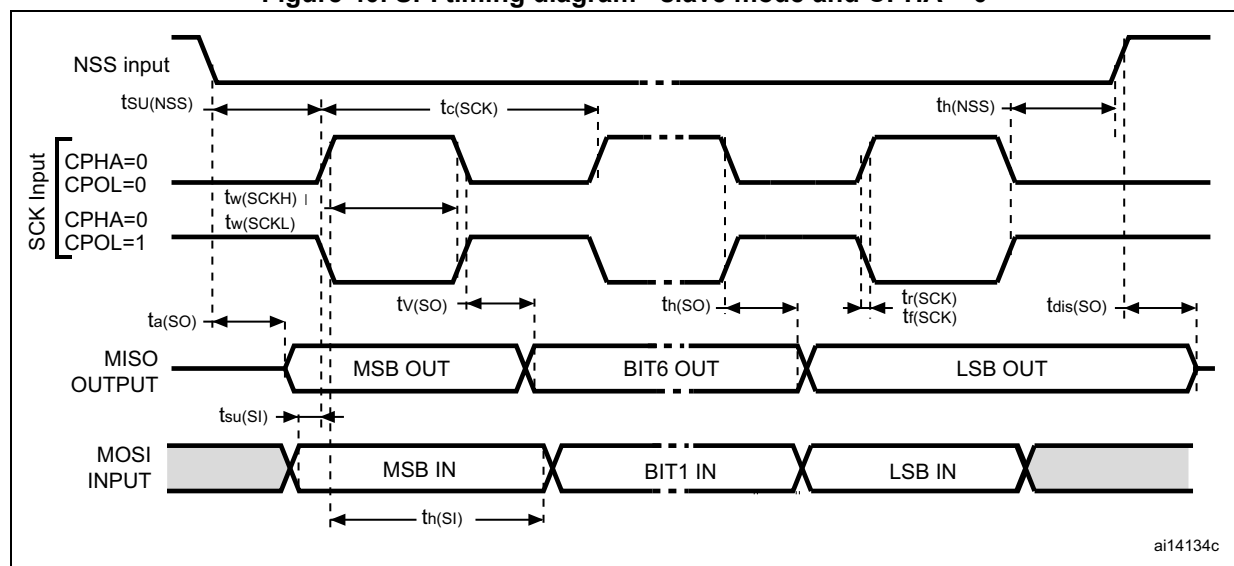 Figure SPI timing diagram - slave mode and CPHA
NSS input
tSU(NSS)
tc(SCK)
th(NSS)
SCK Input
CPHA=0
CPOL=0
tw(SCKH)
CPHA=0
tw(SCKL)
CPOL=1
tV(SO)
th(SO)
tr(SCK)
tf(SCK)
tdis(SO)
ta(SO)
MISO
OUTPUT
MSB OUT
BIT6 OUT
LSB OUT
tsu(SI)
MOSI
INPUT
MSB IN
BIT1 IN
LSB IN
th(SI)
ai14134c